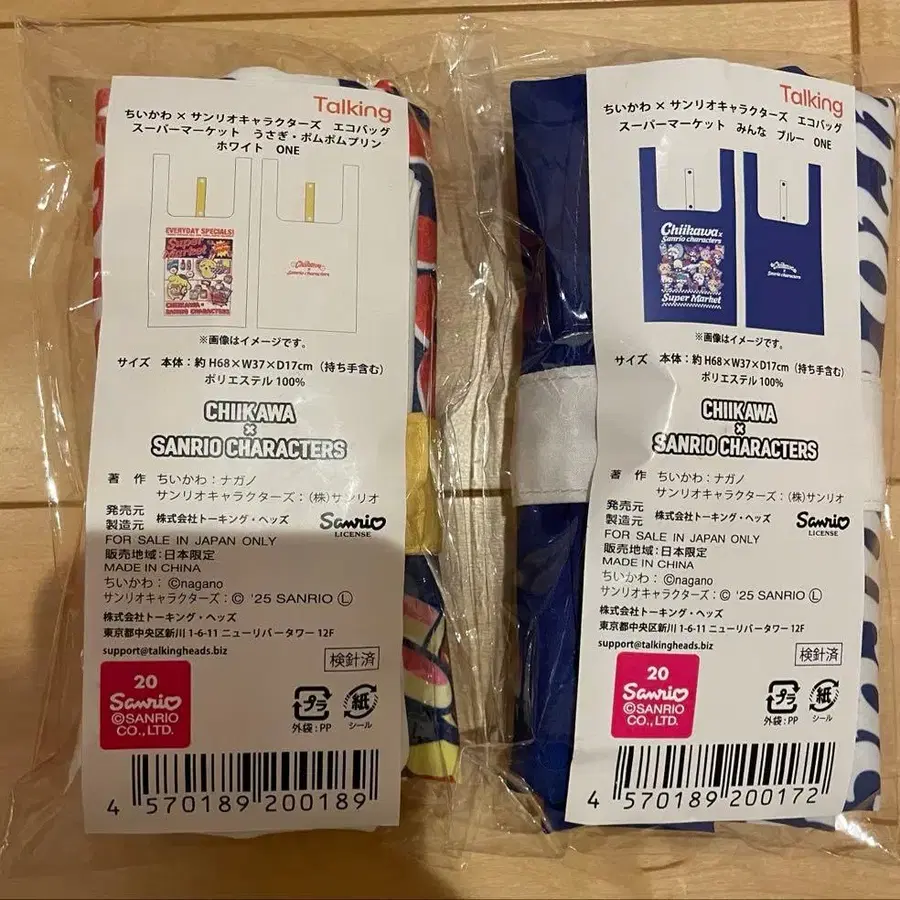 Talking
ちいかわ × サンリオキャラクターズ エコバッグ
スーパーマーケット うさぎ・ポムポムプリン
ホワイト ONE
EVERYDAY SPECIALS!
Super Market
CHIIKAWA ×
SANRIO CHARACTERS
Chiikawa
×
Sanrio characters
※画像はイメージです。
サイズ 本体：約 H68×W37×D17cm（持ち手含む）
ポリエステル 100%
CHIIKAWA
×
SANRIO CHARACTERS
著 作 ちいかわ：ナガノ
サンリオキャラクターズ：(株)サンリオ
発売元
製造元 株式会社トーキング・ヘッズ
Sanrio
LICENSE
FOR SALE IN JAPAN ONLY
販売地域：日本限定
MADE IN CHINA
ちいかわ：©nagano
サンリオキャラクターズ：© '25 SANRIO Ⓛ
株式会社トーキング・ヘッズ
東京都中央区新川 1-6-11 ニューリバータワー 12F
support@talkingheads.biz
検針済
20
Sanrio
©SANRIO
CO., LTD.
プラ
外袋：PP
紙
シール
4 570189 200189
Talking
ちいかわ × サンリオキャラクターズ エコバッグ
スーパーマーケット みんな ブルー ONE
Chiikawa ×
Sanrio characters
Super Market
Chiikawa
×
Sanrio characters
※画像はイメージです。
サイズ 本体：約 H68×W37×D17cm（持ち手含む）
ポリエステル 100%
CHIIKAWA
×
SANRIO CHARACTERS
著 作 ちいかわ：ナガノ
サンリオキャラクターズ：(株)サンリオ
発売元
製造元 株式会社トーキング・ヘッズ
Sanrio
LICENSE
FOR SALE IN JAPAN ONLY
販売地域：日本限定
MADE IN CHINA
ちいかわ：©nagano
サンリオキャラクターズ：© '25 SANRIO Ⓛ
株式会社トーキング・ヘッズ
東京都中央区新川 1-6-11 ニューリバータワー 12F
support@talkingheads.biz
検針済
20
Sanrio
©SANRIO
CO., LTD.
プラ
外袋：PP
紙
シール
4 570189 200172